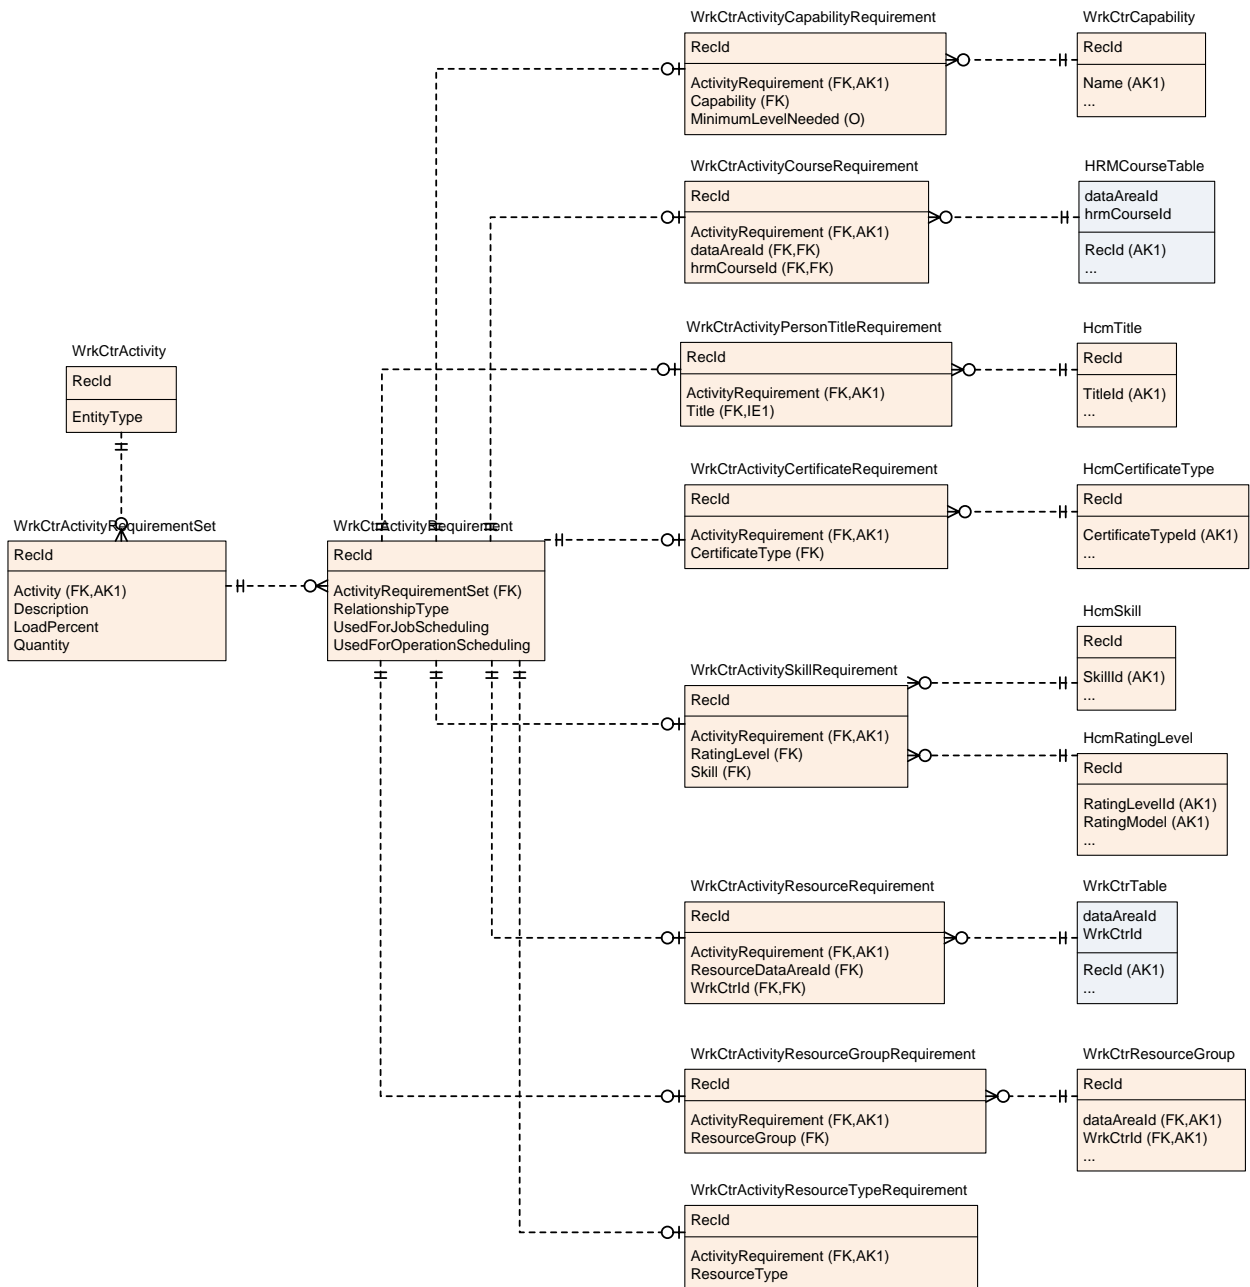 WrkCtrActivityCapabilityRequirement
RecId
ActivityRequirement (FK,AK1)
Capability (FK)
MinimumLevelNeeded (O)
WrkCtrCapability
RecId
Name (AK1)
...
WrkCtrActivityCourseRequirement
RecId
ActivityRequirement (FK,AK1)
dataAreaId (FK,FK)
hrmCourseId (FK,FK)
HRMCourseTable
dataAreaId
hrmCourseId
RecId (AK1)
...
WrkCtrActivityPersonTitleRequirement
RecId
ActivityRequirement (FK,AK1)
Title (FK,IE1)
HcmTitle
RecId
TitleId (AK1)
...
WrkCtrActivity
RecId
EntityType
WrkCtrActivityRequirementSet
RecId
Activity (FK,AK1)
Description
LoadPercent
Quantity
WrkCtrActivityRequirement
RecId
ActivityRequirementSet (FK)
RelationshipType
UsedForJobScheduling
UsedForOperationScheduling
WrkCtrActivityCertificateRequirement
RecId
ActivityRequirement (FK,AK1)
CertificateType (FK)
HcmCertificateType
RecId
CertificateTypeId (AK1)
...
WrkCtrActivitySkillRequirement
RecId
ActivityRequirement (FK,AK1)
RatingLevel (FK)
Skill (FK)
HcmSkill
RecId
SkillId (AK1)
...
HcmRatingLevel
RecId
RatingLevelId (AK1)
RatingModel (AK1)
...
WrkCtrActivityResourceRequirement
RecId
ActivityRequirement (FK,AK1)
ResourceDataAreaId (FK)
WrkCtrId (FK,FK)
WrkCtrTable
dataAreaId
WrkCtrId
RecId (AK1)
...
WrkCtrActivityResourceGroupRequirement
RecId
ActivityRequirement (FK,AK1)
ResourceGroup (FK)
WrkCtrResourceGroup
RecId
dataAreaId (FK,AK1)
WrkCtrId (FK,AK1)
...
WrkCtrActivityResourceTypeRequirement
RecId
ActivityRequirement (FK,AK1)
ResourceType